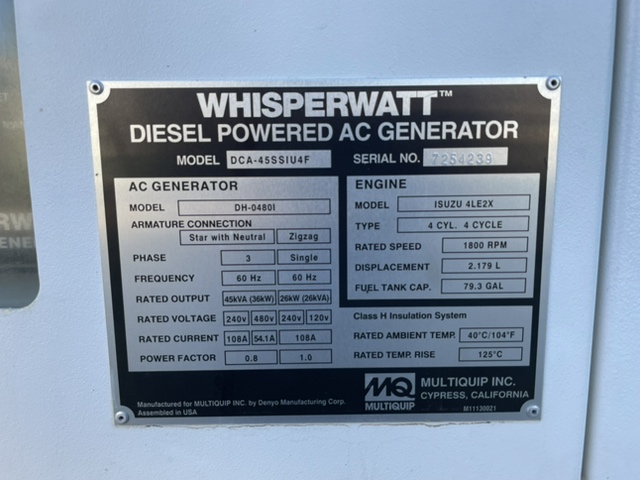 WHISPERWATT™
DIESEL POWERED AC GENERATOR
MODEL DCA-45SSIU4F SERIAL NO. 7254239
AC GENERATOR
MODEL DH-0480I
ARMATURE CONNECTION
Star with Neutral Zigzag
PHASE 3 Single
FREQUENCY 60 Hz 60 Hz
RATED OUTPUT 45kVA (36kW) 26kW (26kVA)
RATED VOLTAGE 240v 480v 240v 120v
RATED CURRENT 108A 54.1A 108A
POWER FACTOR 0.8 1.0
ENGINE
MODEL ISUZU 4LE2X
TYPE 4 CYL. 4 CYCLE
RATED SPEED 1800 RPM
DISPLACEMENT 2.179 L
FUEL TANK CAP. 79.3 GAL
Class H Insulation System
RATED AMBIENT TEMP. 40°C/104°F
RATED TEMP. RISE 125°C
Manufactured for MULTIQUIP INC. by Denyo Manufacturing Corp.
Assembled in USA
MQ
MULTIQUIP
MULTIQUIP INC.
CYPRESS, CALIFORNIA
M11130021
SPERWATT